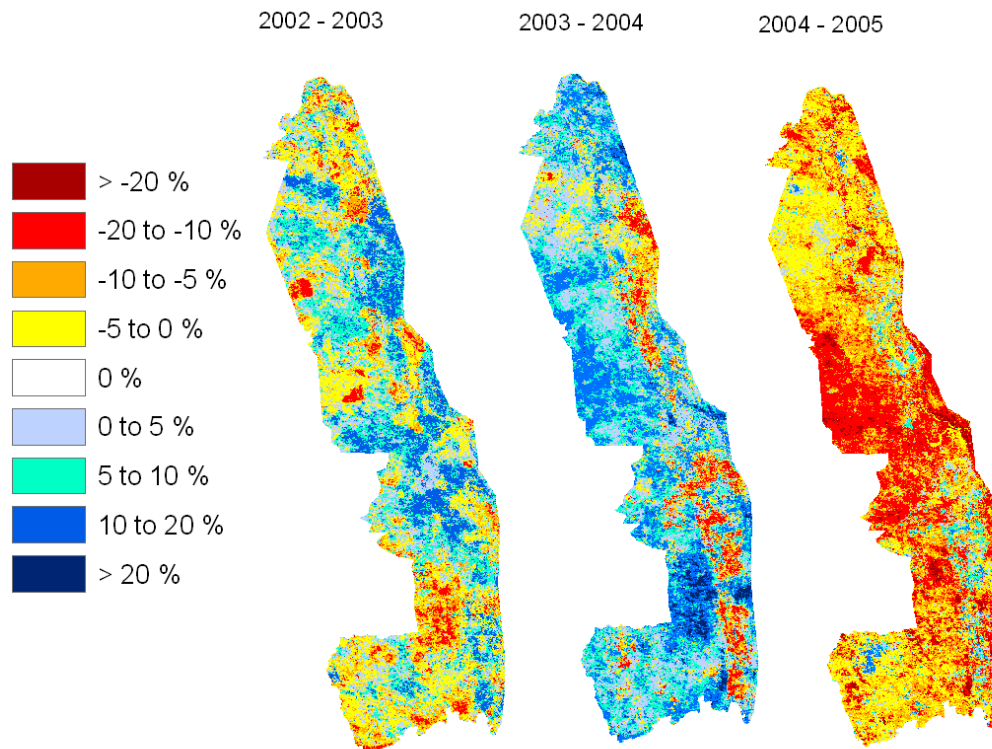 2002 - 2003
2003 - 2004
2004 - 2005
> -20 %
-20 to -10 %
-10 to -5 %
-5 to 0 %
0 %
0 to 5 %
5 to 10 %
10 to 20 %
> 20 %